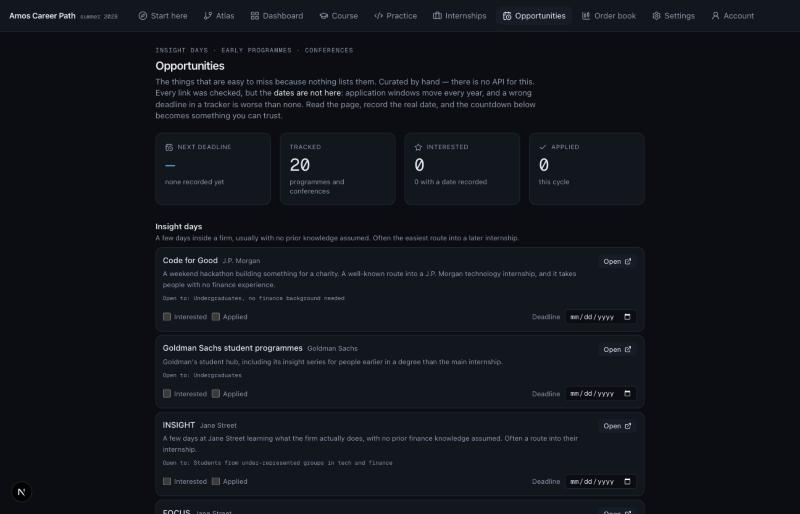 Amos Career Path summer 2028
Start here
Atlas
Dashboard
Course
Practice
Internships
Opportunities
Order book
Settings
Account
INSIGHT DAYS · EARLY PROGRAMMES · CONFERENCES
Opportunities
The things that are easy to miss because nothing lists them. Curated by hand — there is no API for this.
Every link was checked, but the dates are not here: application windows move every year, and a wrong
deadline in a tracker is worse than none. Read the page, record the real date, and the countdown below
becomes something you can trust.
NEXT DEADLINE
—
none recorded yet
TRACKED
20
programmes and
conferences
INTERESTED
0
0 with a date recorded
APPLIED
0
this cycle
Insight days
A few days inside a firm, usually with no prior knowledge assumed. Often the easiest route into a later internship.
Code for Good J.P. Morgan
Open
A weekend hackathon building something for a charity. A well-known route into a J.P. Morgan technology internship, and it takes
people with no finance experience.
Open to: Undergraduates, no finance background needed
Interested Applied
Deadline mm/dd/yyyy
Goldman Sachs student programmes Goldman Sachs
Open
Goldman's student hub, including its insight series for people earlier in a degree than the main internship.
Open to: Undergraduates
Interested Applied
Deadline mm/dd/yyyy
INSIGHT Jane Street
Open
A few days at Jane Street learning what the firm actually does, with no prior finance knowledge assumed. Often a route into their
internship.
Open to: Students from under-represented groups in tech and finance
Interested Applied
Deadline mm/dd/yyyy
FOCUS Jane Street
Open
N